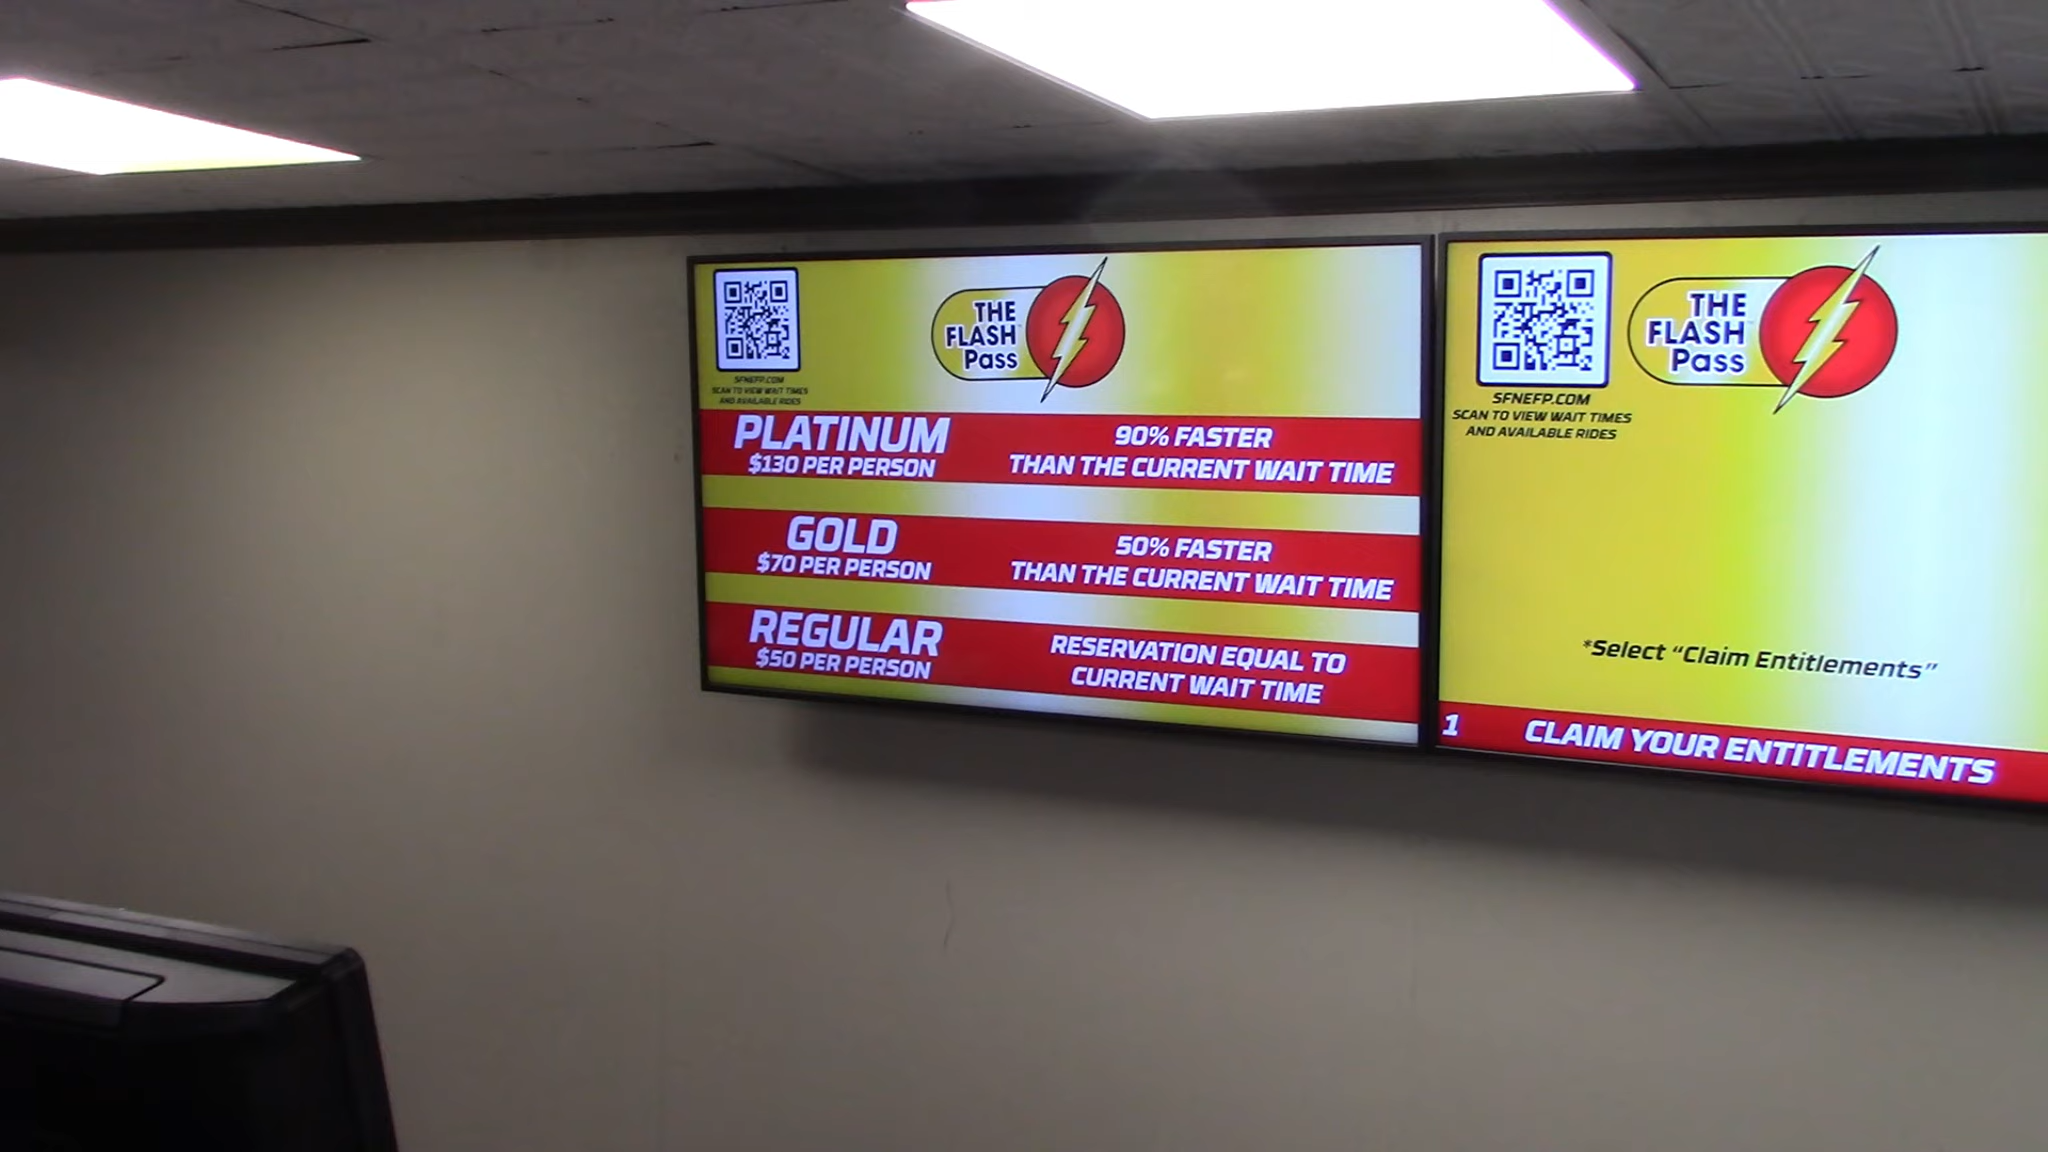 THE
FLASH
Pass
SFNEFP.COM
SCAN TO VIEW WAIT TIMES
AND AVAILABLE RIDES
PLATINUM
$130 PER PERSON
90% FASTER
THAN THE CURRENT WAIT TIME
GOLD
$70 PER PERSON
50% FASTER
THAN THE CURRENT WAIT TIME
REGULAR
$50 PER PERSON
RESERVATION EQUAL TO
CURRENT WAIT TIME
THE
FLASH
Pass
SFNEFP.COM
SCAN TO VIEW WAIT TIMES
AND AVAILABLE RIDES
*Select "Claim Entitlements"
1 CLAIM YOUR ENTITLEMENTS